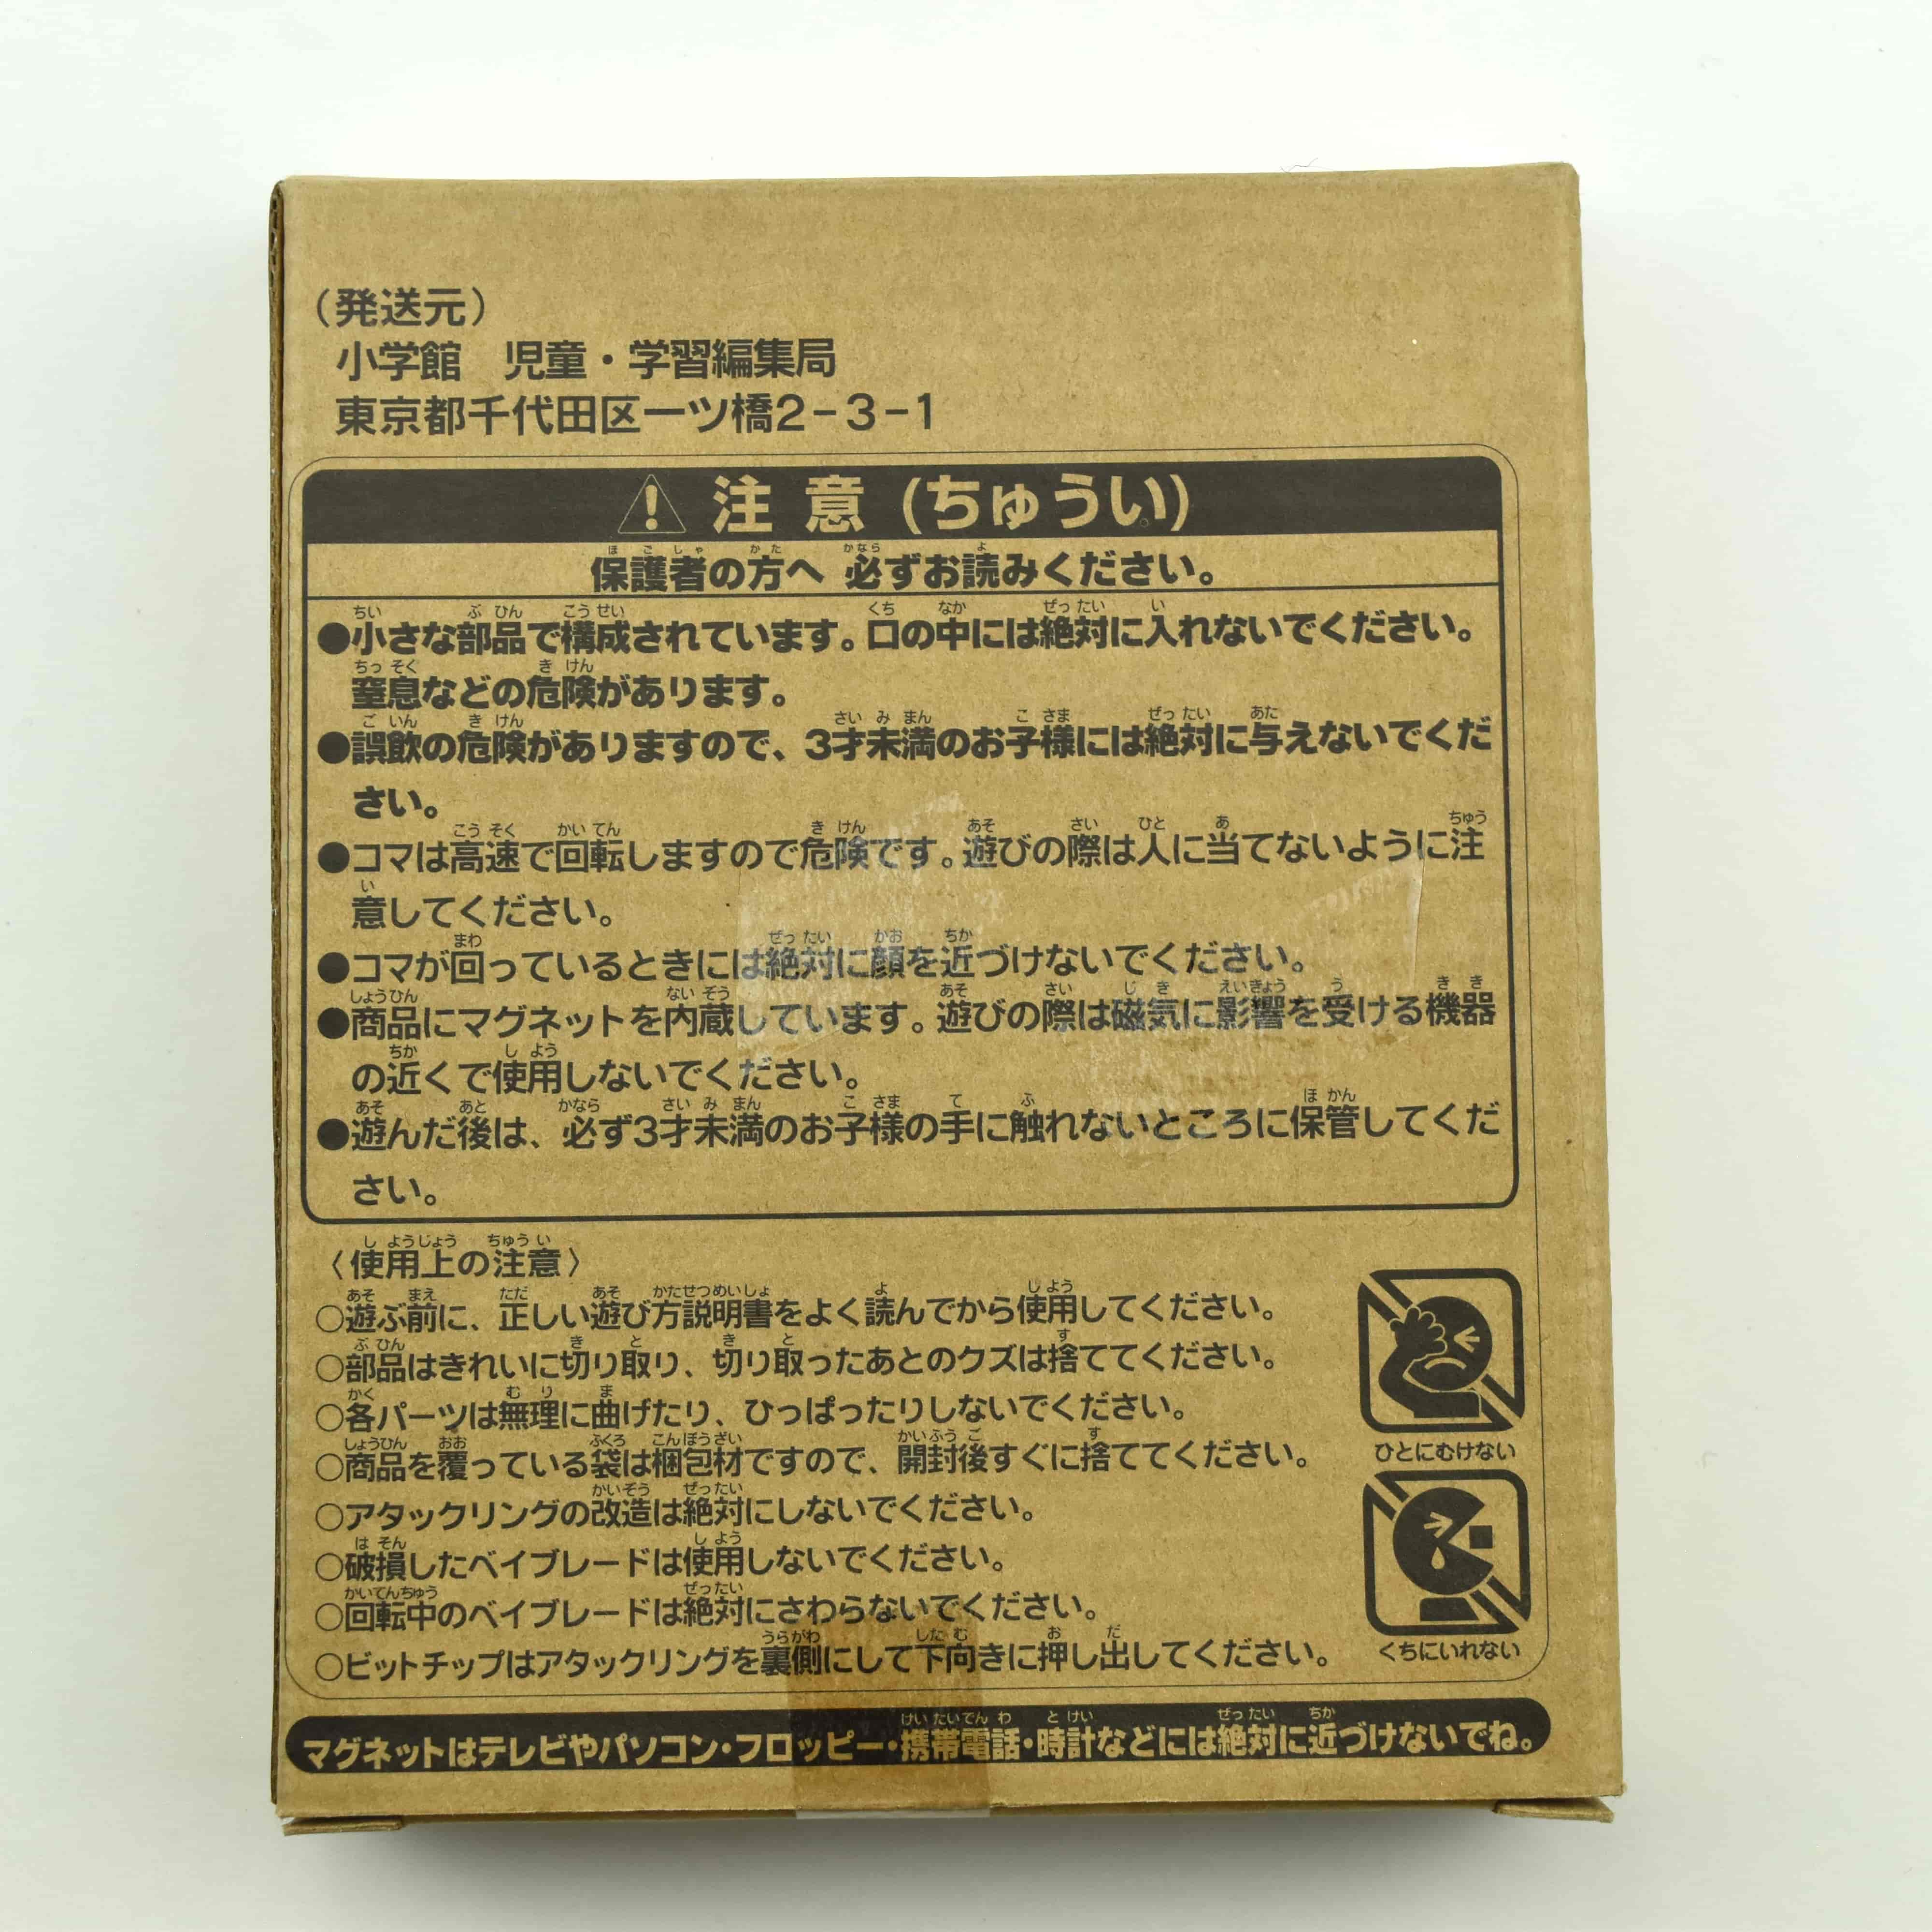 （発送元）
小学館　児童・学習編集局
東京都千代田区一ツ橋2-3-1
注意(ちゅうい)
保護者の方へ 必ずお読みください。
●小さな部品で構成されています。口の中には絶対に入れないでください。
窒息などの危険があります。
●誤飲の危険がありますので、3才未満のお子様には絶対に与えないでくだ
さい。
●コマは高速で回転しますので危険です。遊びの際は人に当てないように注
意してください。
●コマが回っているときには絶対に顔を近づけないでください。
●商品にマグネットを内蔵しています。遊びの際は磁気に影響を受ける機器
の近くで使用しないでください。
●遊んだ後は、必ず3才未満のお子様の手に触れないところに保管してくだ
さい。
〈使用上の注意〉
○遊ぶ前に、正しい遊び方説明書をよく読んでから使用してください。
○部品はきれいに切り取り、切り取ったあとのクズは捨ててください。
○各パーツは無理に曲げたり、ひっぱったりしないでください。
○商品を覆っている袋は梱包材ですので、開封後すぐに捨ててください。
○アタックリングの改造は絶対にしないでください。
○破損したベイブレードは使用しないでください。
○回転中のベイブレードは絶対にさわらないでください。
○ビットチップはアタックリングを裏側にして下向きに押し出してください。
ひとにむけない
くちにいれない
マグネットはテレビやパソコン・フロッピー・携帯電話・時計などには絶対に近づけないでね。